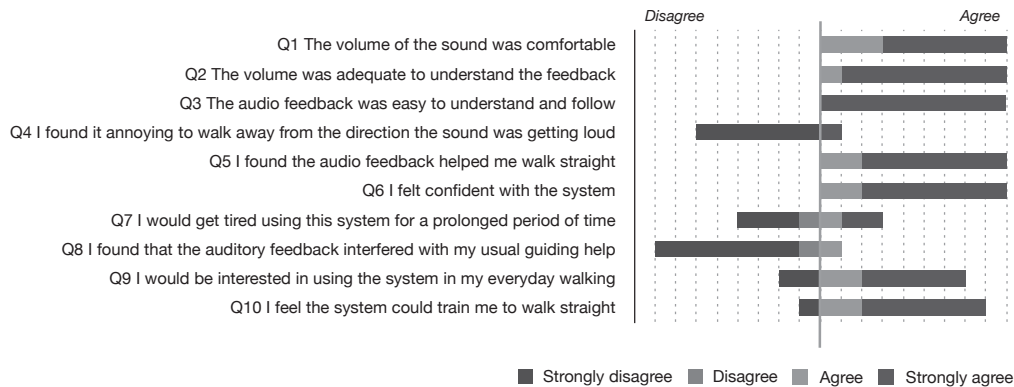 Disagree Agree
Q1 The volume of the sound was comfortable
Q2 The volume was adequate to understand the feedback
Q3 The audio feedback was easy to understand and follow
Q4 I found it annoying to walk away from the direction the sound was getting loud
Q5 I found the audio feedback helped me walk straight
Q6 I felt confident with the system
Q7 I would get tired using this system for a prolonged period of time
Q8 I found that the auditory feedback interfered with my usual guiding help
Q9 I would be interested in using the system in my everyday walking
Q10 I feel the system could train me to walk straight
Strongly disagree Disagree Agree Strongly agree